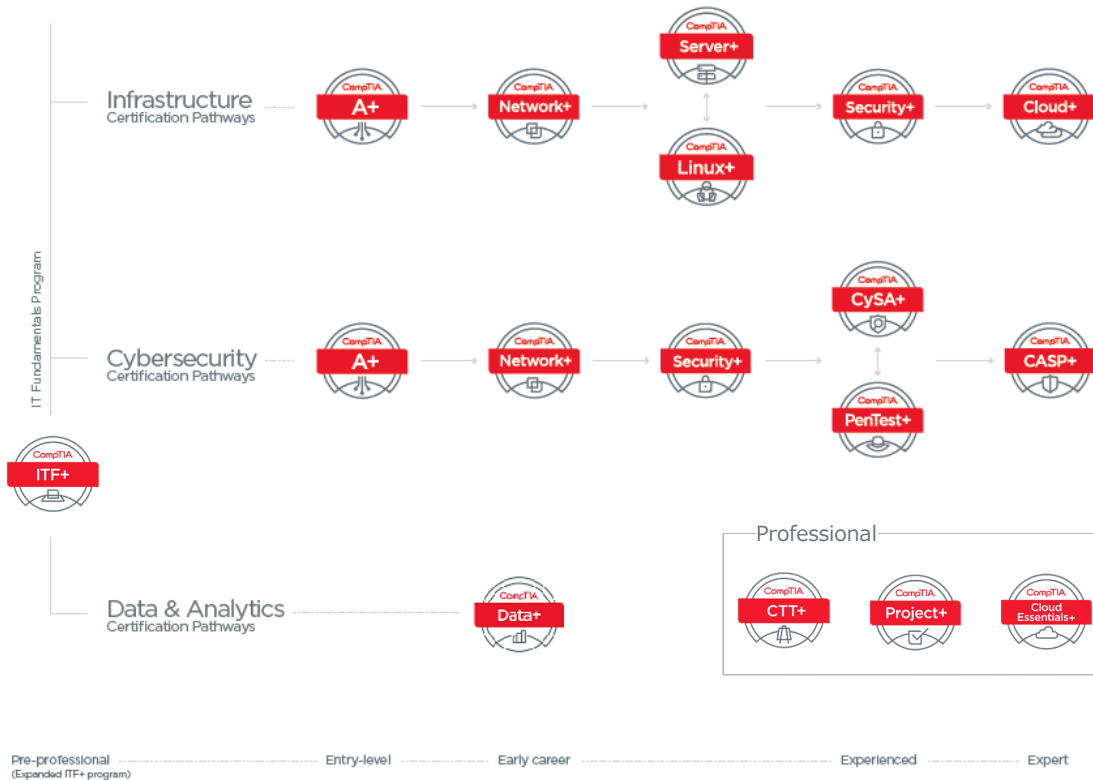 CompTIA
Server+
Infrastructure
Certification Pathways
CompTIA
A+
CompTIA
Network+
CompTIA
Security+
CompTIA
Cloud+
CompTIA
Linux+
IT Fundamentals Program
CompTIA
CySA+
Cybersecurity
Certification Pathways
CompTIA
A+
CompTIA
Network+
CompTIA
Security+
CompTIA
CASP+
CompTIA
PenTest+
CompTIA
ITF+
Professional
Data & Analytics
Certification Pathways
CompTIA
Data+
CompTIA
CTT+
CompTIA
Project+
CompTIA
Cloud
Essentials+
Pre-professional
(Expanded ITF+ program)
Entry-level
Early career
Experienced
Expert